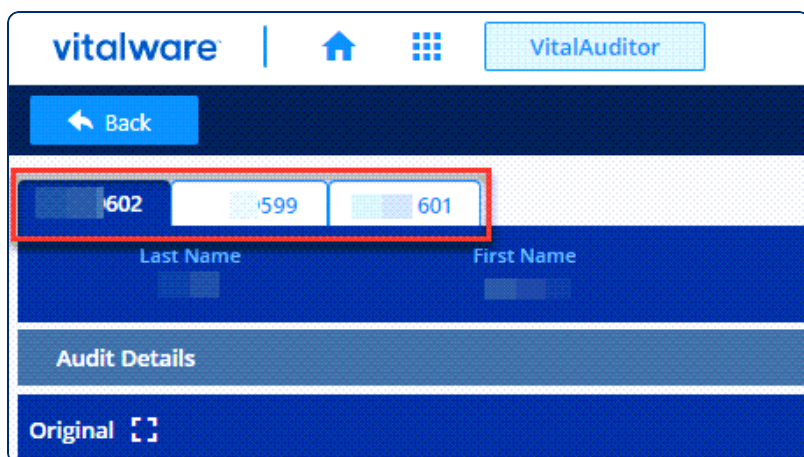 vitalware VitalAuditor
Back
602 599 601
Last Name First Name
Audit Details
Original